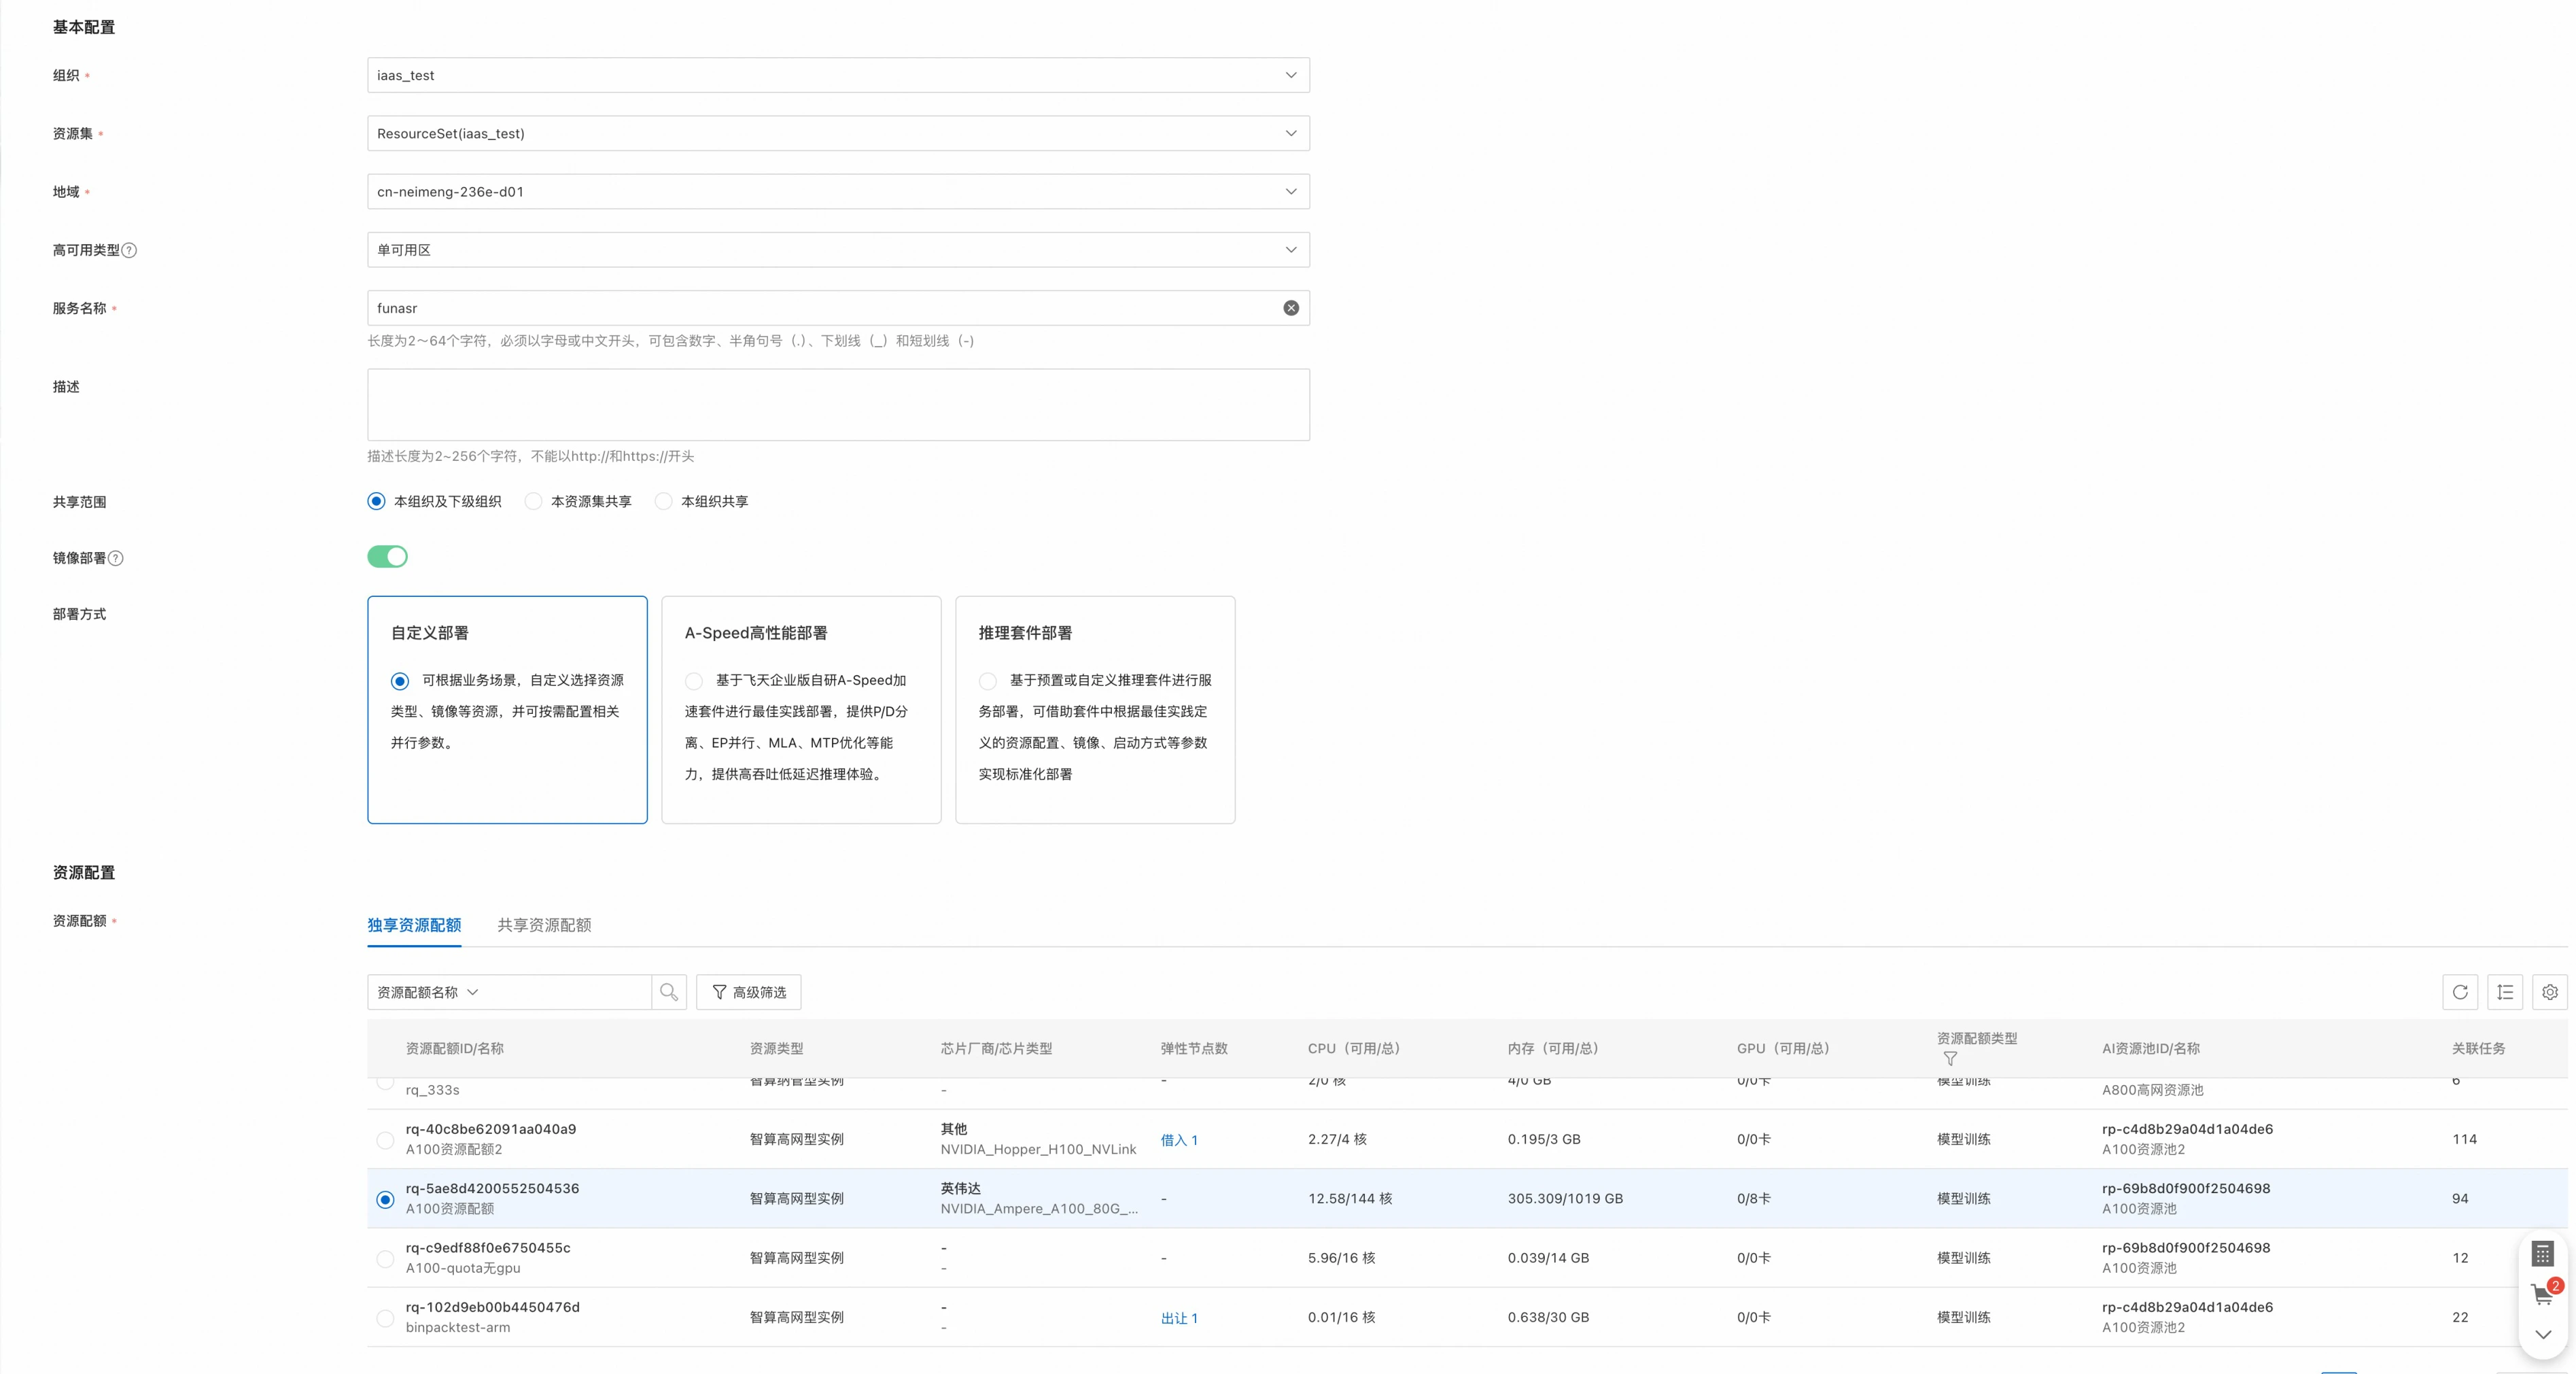 基本配置
组织 *
iaas_test
资源集 *
ResourceSet(iaas_test)
地域 *
cn-neimeng-236e-d01
高可用类型
单可用区
服务名称 *
funasr
长度为2～64个字符，必须以字母或中文开头，可包含数字、半角句号（.）、下划线（_）和短划线（-）
描述
描述长度为2~256个字符，不能以http://和https://开头
共享范围
本组织及下级组织 本资源集共享 本组织共享
镜像部署
部署方式
自定义部署
可根据业务场景，自定义选择资源
类型、镜像等资源，并可按需配置相关
并行参数。
A-Speed高性能部署
基于飞天企业版自研A-Speed加
速套件进行最佳实践部署，提供P/D分
离、EP并行、MLA、MTP优化等能
力，提供高吞吐低延迟推理体验。
推理套件部署
基于预置或自定义推理套件进行服
务部署，可借助套件中根据最佳实践定
义的资源配置、镜像、启动方式等参数
实现标准化部署
资源配置
资源配额 *
独享资源配额 共享资源配额
资源配额名称 高级筛选
资源配额ID/名称 资源类型 芯片厂商/芯片类型 弹性节点数 CPU（可用/总） 内存（可用/总） GPU（可用/总） 资源配额类型 AI资源池ID/名称 关联任务
智算纳管型实例 - 2/0 核 4/0 GB 0/0卡 模型训练 6
rq_333s - A800高网资源池
rq-40c8be62091aa040a9 其他 rp-c4d8b29a04d1a04de6
智算高网型实例 借入 1 2.27/4 核 0.195/3 GB 0/0卡 模型训练 114
A100资源配额2 NVIDIA_Hopper_H100_NVLink A100资源池2
rq-5ae8d4200552504536 英伟达 rp-69b8d0f900f2504698
智算高网型实例 - 12.58/144 核 305.309/1019 GB 0/8卡 模型训练 94
A100资源配额 NVIDIA_Ampere_A100_80G_... A100资源池
rq-c9edf88f0e6750455c - rp-69b8d0f900f2504698
智算高网型实例 - 5.96/16 核 0.039/14 GB 0/0卡 模型训练 12
A100-quota无gpu - A100资源池
rq-102d9eb00b4450476d - rp-c4d8b29a04d1a04de6
智算高网型实例 出让 1 0.01/16 核 0.638/30 GB 0/0卡 模型训练 22
binpacktest-arm - A100资源池2
2